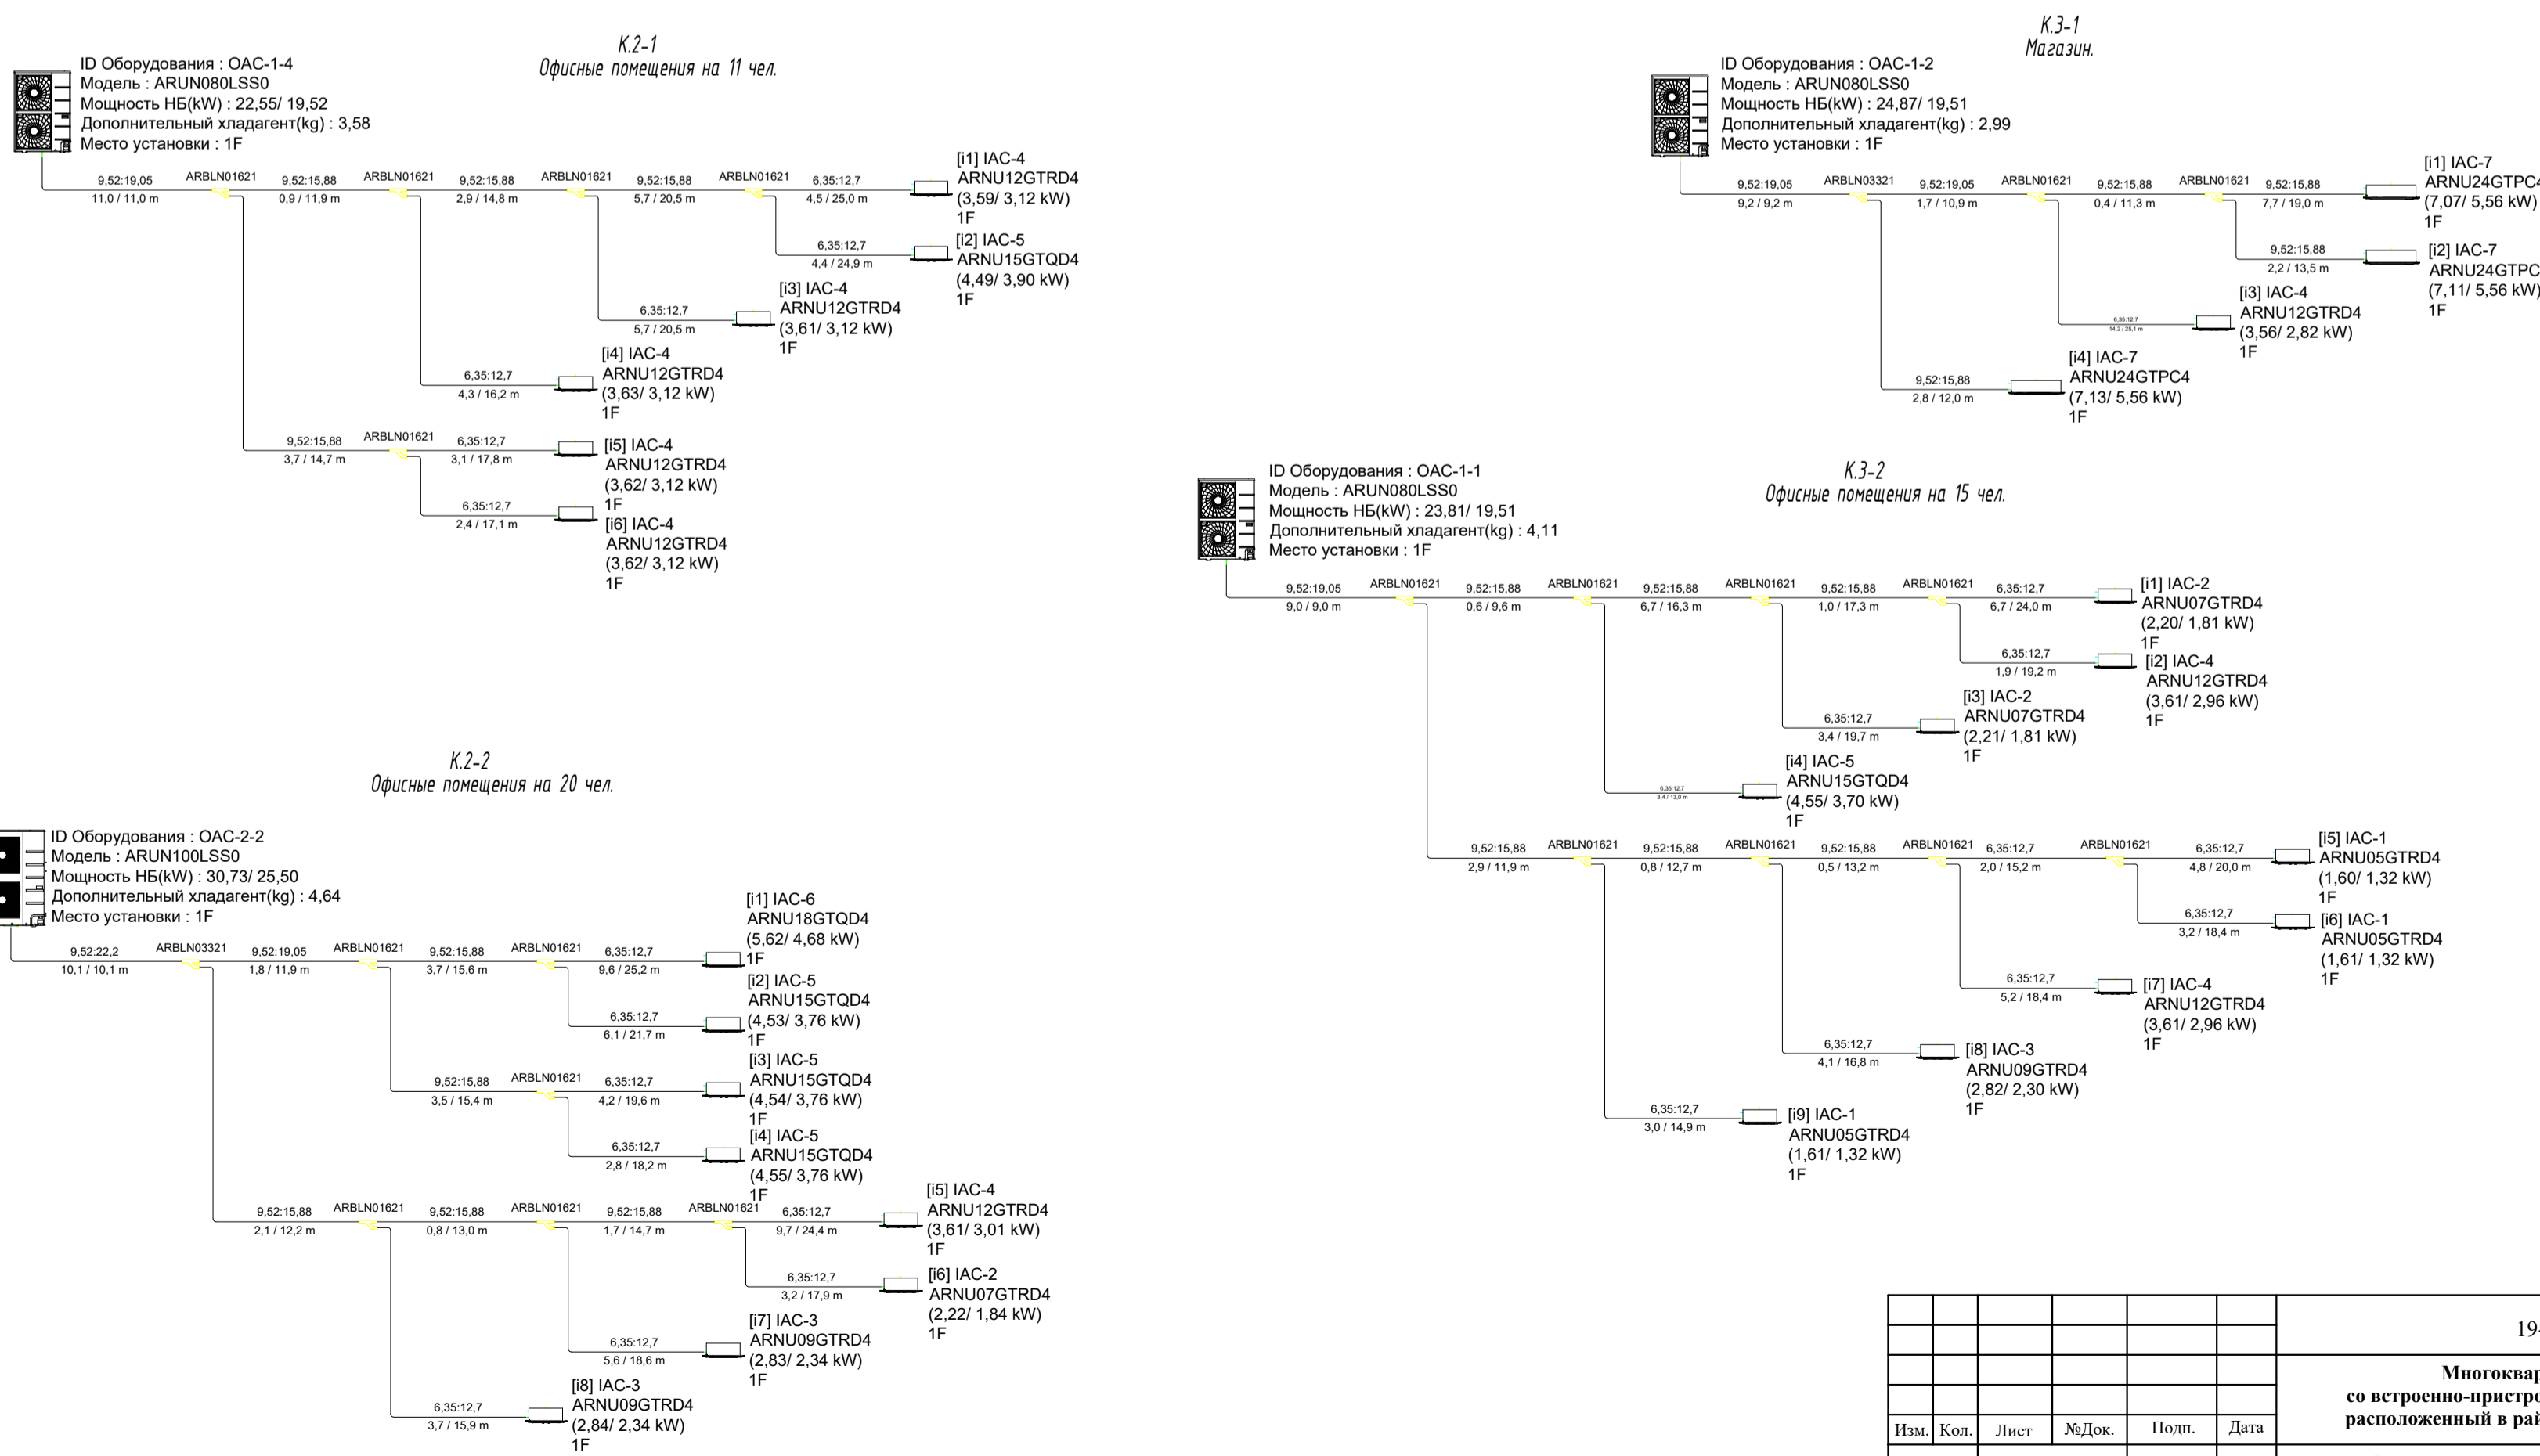 К.2-1
Офисные помещения на 11 чел.
ID Оборудования : OAC-1-4
Модель : ARUN080LSS0
Мощность НБ(kW) : 22,55/ 19,52
Дополнительный хладагент(kg) : 3,58
Место установки : 1F
9,52:19,05
11,0 / 11,0 m
ARBLN01621
9,52:15,88
0,9 / 11,9 m
ARBLN01621
9,52:15,88
2,9 / 14,8 m
ARBLN01621
9,52:15,88
5,7 / 20,5 m
ARBLN01621
6,35:12,7
4,5 / 25,0 m
[i1] IAC-4
ARNU12GTRD4
(3,59/ 3,12 kW)
1F
6,35:12,7
4,4 / 24,9 m
[i2] IAC-5
ARNU15GTQD4
(4,49/ 3,90 kW)
1F
6,35:12,7
5,7 / 20,5 m
[i3] IAC-4
ARNU12GTRD4
(3,61/ 3,12 kW)
1F
6,35:12,7
4,3 / 16,2 m
[i4] IAC-4
ARNU12GTRD4
(3,63/ 3,12 kW)
1F
9,52:15,88
3,7 / 14,7 m
ARBLN01621
6,35:12,7
3,1 / 17,8 m
[i5] IAC-4
ARNU12GTRD4
(3,62/ 3,12 kW)
1F
6,35:12,7
2,4 / 17,1 m
[i6] IAC-4
ARNU12GTRD4
(3,62/ 3,12 kW)
1F
К.2-2
Офисные помещения на 20 чел.
ID Оборудования : OAC-2-2
Модель : ARUN100LSS0
Мощность НБ(kW) : 30,73/ 25,50
Дополнительный хладагент(kg) : 4,64
Место установки : 1F
9,52:22,2
10,1 / 10,1 m
ARBLN03321
9,52:19,05
1,8 / 11,9 m
ARBLN01621
9,52:15,88
3,7 / 15,6 m
ARBLN01621
6,35:12,7
9,6 / 25,2 m
[i1] IAC-6
ARNU18GTQD4
(5,62/ 4,68 kW)
1F
6,35:12,7
6,1 / 21,7 m
[i2] IAC-5
ARNU15GTQD4
(4,53/ 3,76 kW)
1F
9,52:15,88
3,5 / 15,4 m
ARBLN01621
6,35:12,7
4,2 / 19,6 m
[i3] IAC-5
ARNU15GTQD4
(4,54/ 3,76 kW)
1F
6,35:12,7
2,8 / 18,2 m
[i4] IAC-5
ARNU15GTQD4
(4,55/ 3,76 kW)
1F
9,52:15,88
2,1 / 12,2 m
ARBLN01621
9,52:15,88
0,8 / 13,0 m
ARBLN01621
9,52:15,88
1,7 / 14,7 m
ARBLN01621
6,35:12,7
9,7 / 24,4 m
[i5] IAC-4
ARNU12GTRD4
(3,61/ 3,01 kW)
1F
6,35:12,7
3,2 / 17,9 m
[i6] IAC-2
ARNU07GTRD4
(2,22/ 1,84 kW)
1F
6,35:12,7
5,6 / 18,6 m
[i7] IAC-3
ARNU09GTRD4
(2,83/ 2,34 kW)
1F
6,35:12,7
3,7 / 15,9 m
[i8] IAC-3
ARNU09GTRD4
(2,84/ 2,34 kW)
1F
К.3-1
Магазин.
ID Оборудования : OAC-1-2
Модель : ARUN080LSS0
Мощность НБ(kW) : 24,87/ 19,51
Дополнительный хладагент(kg) : 2,99
Место установки : 1F
9,52:19,05
9,2 / 9,2 m
ARBLN03321
9,52:19,05
1,7 / 10,9 m
ARBLN01621
9,52:15,88
0,4 / 11,3 m
ARBLN01621
9,52:15,88
7,7 / 19,0 m
[i1] IAC-7
ARNU24GTPC4
(7,07/ 5,56 kW)
1F
9,52:15,88
2,2 / 13,5 m
[i2] IAC-7
ARNU24GTPC
(7,11/ 5,56 kW)
1F
6,35:12,7
14,2 / 25,1 m
[i3] IAC-4
ARNU12GTRD4
(3,56/ 2,82 kW)
1F
9,52:15,88
2,8 / 12,0 m
[i4] IAC-7
ARNU24GTPC4
(7,13/ 5,56 kW)
1F
К.3-2
Офисные помещения на 15 чел.
ID Оборудования : OAC-1-1
Модель : ARUN080LSS0
Мощность НБ(kW) : 23,81/ 19,51
Дополнительный хладагент(kg) : 4,11
Место установки : 1F
9,52:19,05
9,0 / 9,0 m
ARBLN01621
9,52:15,88
0,6 / 9,6 m
ARBLN01621
9,52:15,88
6,7 / 16,3 m
ARBLN01621
9,52:15,88
1,0 / 17,3 m
ARBLN01621
6,35:12,7
6,7 / 24,0 m
[i1] IAC-2
ARNU07GTRD4
(2,20/ 1,81 kW)
1F
6,35:12,7
1,9 / 19,2 m
[i2] IAC-4
ARNU12GTRD4
(3,61/ 2,96 kW)
1F
6,35:12,7
3,4 / 19,7 m
[i3] IAC-2
ARNU07GTRD4
(2,21/ 1,81 kW)
1F
6,35:12,7
3,4 / 13,0 m
[i4] IAC-5
ARNU15GTQD4
(4,55/ 3,70 kW)
1F
9,52:15,88
2,9 / 11,9 m
ARBLN01621
9,52:15,88
0,8 / 12,7 m
ARBLN01621
9,52:15,88
0,5 / 13,2 m
ARBLN01621
6,35:12,7
2,0 / 15,2 m
ARBLN01621
6,35:12,7
4,8 / 20,0 m
[i5] IAC-1
ARNU05GTRD4
(1,60/ 1,32 kW)
1F
6,35:12,7
3,2 / 18,4 m
[i6] IAC-1
ARNU05GTRD4
(1,61/ 1,32 kW)
1F
6,35:12,7
5,2 / 18,4 m
[i7] IAC-4
ARNU12GTRD4
(3,61/ 2,96 kW)
1F
6,35:12,7
4,1 / 16,8 m
[i8] IAC-3
ARNU09GTRD4
(2,82/ 2,30 kW)
1F
6,35:12,7
3,0 / 14,9 m
[i9] IAC-1
ARNU05GTRD4
(1,61/ 1,32 kW)
1F
19-
Многоквар
со встроенно-пристро
расположенный в рай
Изм. Кол. Лист №Док. Подп. Дата